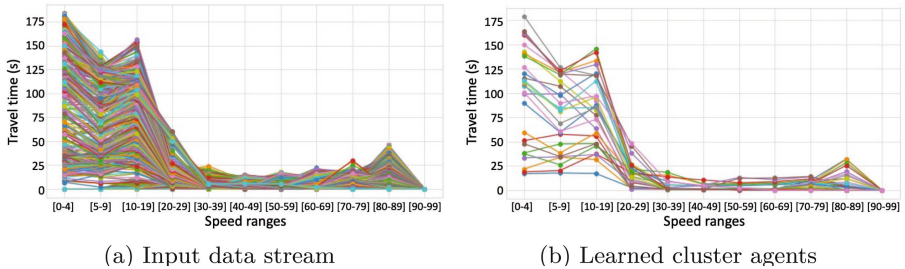 175
150
125
100
75
50
25
0
Travel time (s)
[0-4] [5-9] [10-19] [20-29] [30-39] [40-49] [50-59] [60-69] [70-79] [80-89] [90-99]
Speed ranges
(a) Input data stream
175
150
125
100
75
50
25
0
Travel time (s)
[0-4] [5-9] [10-19] [20-29] [30-39] [40-49] [50-59] [60-69] [70-79] [80-89] [90-99]
Speed ranges
(b) Learned cluster agents